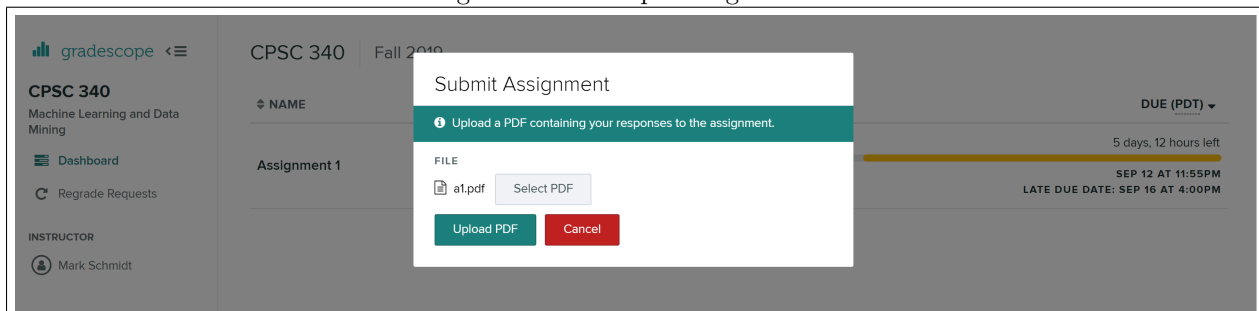 gradescope
CPSC 340 Fall 2019
CPSC 340
Machine Learning and Data
Mining
Dashboard
Regrade Requests
INSTRUCTOR
Mark Schmidt
NAME
DUE (PDT)
Assignment 1
5 days, 12 hours left
SEP 12 AT 11:55PM
LATE DUE DATE: SEP 16 AT 4:00PM
Submit Assignment
Upload a PDF containing your responses to the assignment.
FILE
a1.pdf Select PDF
Upload PDF Cancel